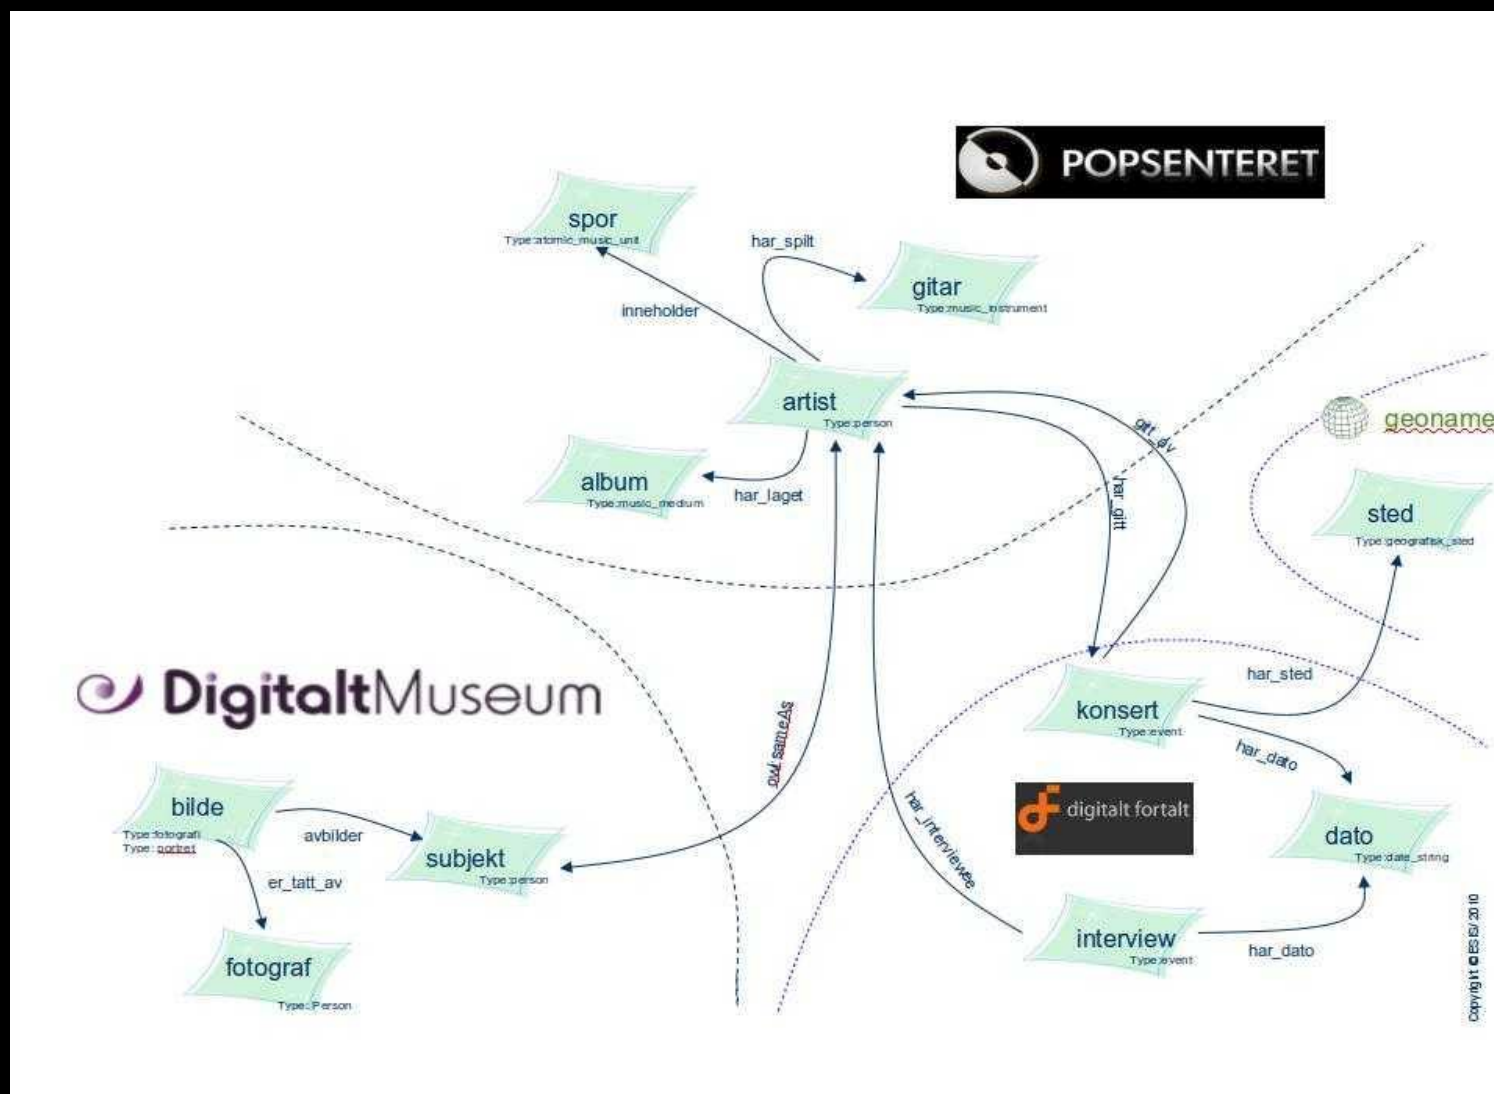 POPSENTERET
spor
Type:atomic_music_unit
har_spilt
gitar
Type:music_instrument
inneholder
artist
Type:person
gitt_av
geoname
album
Type:music_medium
har_laget
har_gitt
sted
Type:geografisk_sted
DigitaltMuseum
owl:sameAs
har_sted
konsert
Type:event
har_dato
bilde
Type:fotografi
Type: portret
avbilder
subjekt
Type:person
har_interviewee
digitalt fortalt
dato
Type:date_string
er_tatt_av
fotograf
Type: Person
interview
Type:event
har_dato
Copyright © ESIS/ 2010